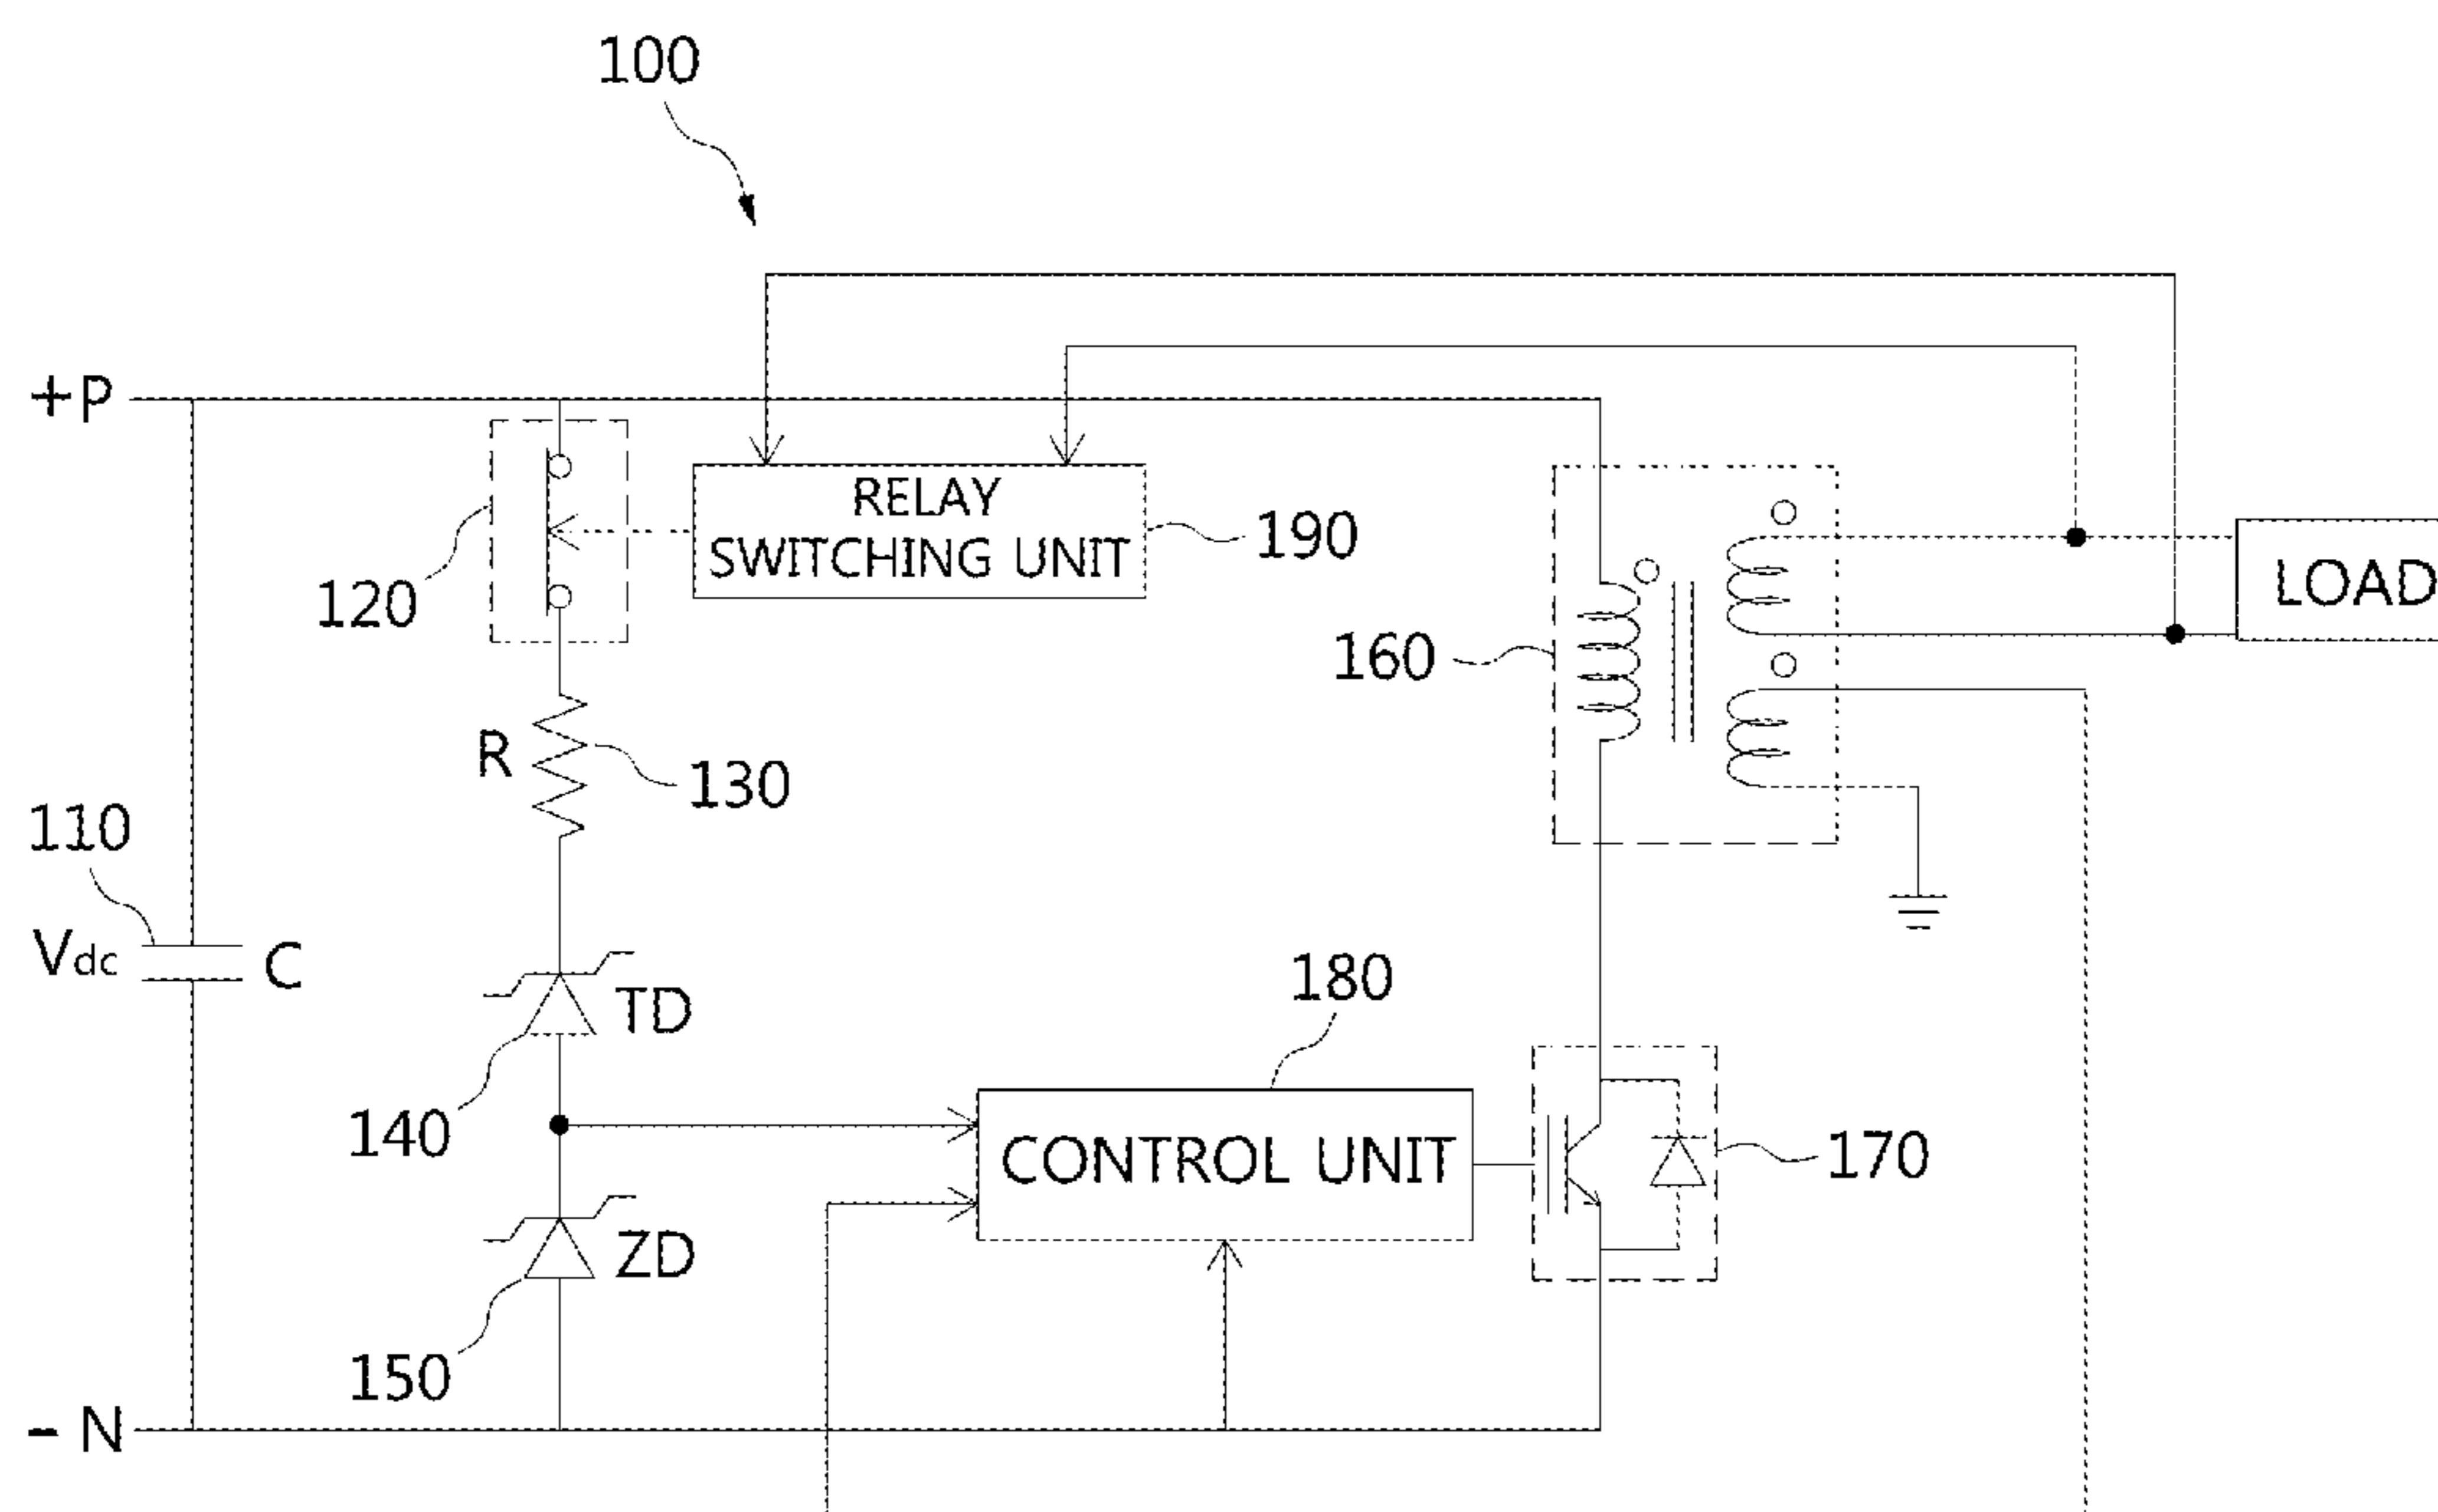 100
+P
RELAY
SWITCHING UNIT
190
120
LOAD
160
R
130
110
Vdc
C
180
TD
140
CONTROL UNIT
170
ZD
150
- N